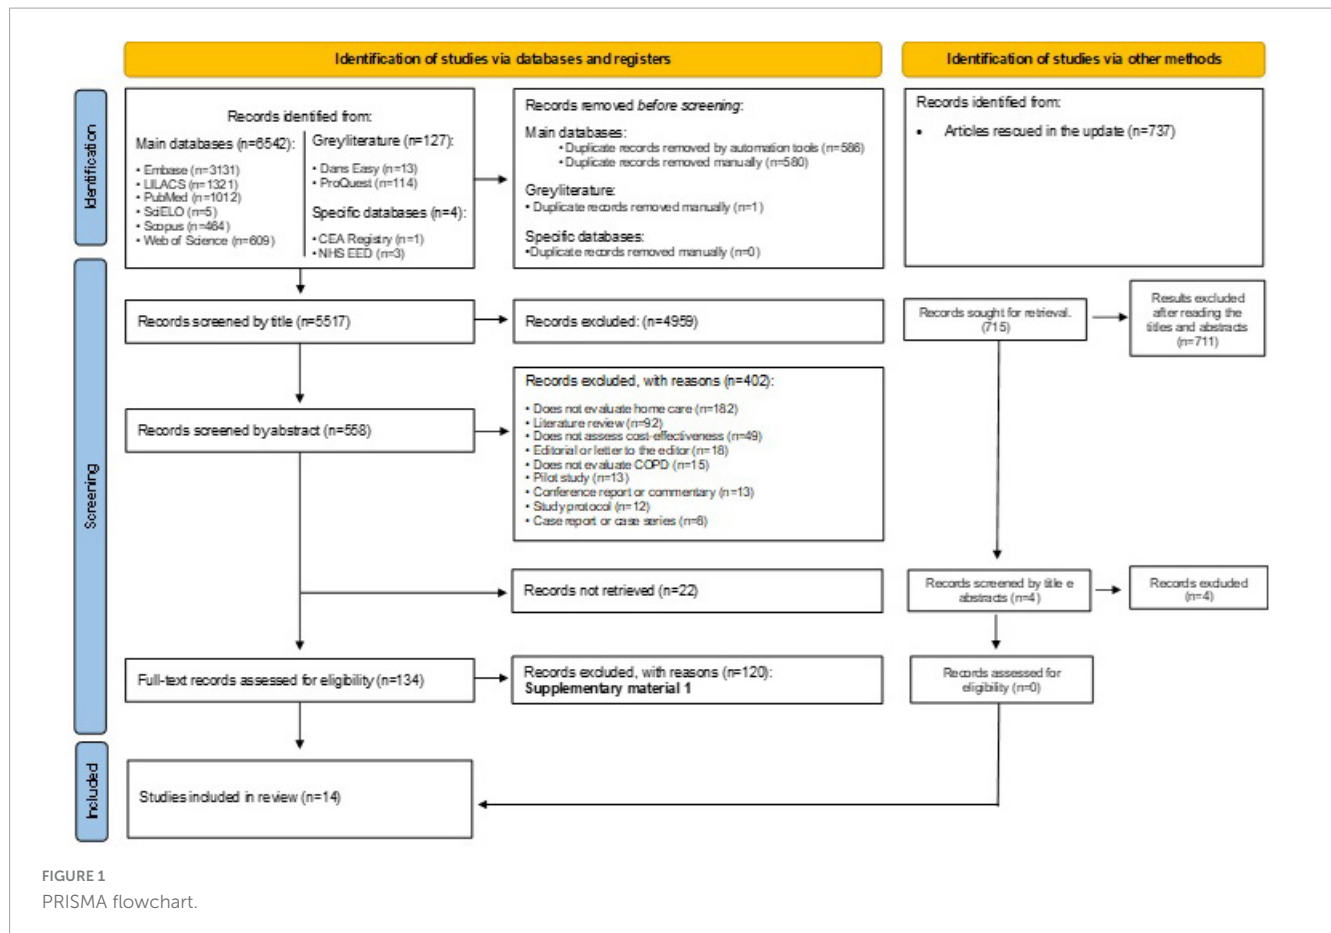 Identification of studies via databases and registers
Identification of studies via other methods
Identification
Records identified from:
Main databases (n=6542):
• Embase (n=3131)
• LILACS (n=1321)
• PubMed (n=1012)
• SciELO (n=5)
• Scopus (n=464)
• Web of Science (n=609)
Greyliterature (n=127):
• Dans Easy (n=13)
• ProQuest (n=114)
Specific databases (n=4):
• CEA Registry (n=1)
• NHS EED (n=3)
Records removed before screening:
Main databases:
• Duplicate records removed by automation tools (n=586)
• Duplicate records removed manually (n=580)
Greyliterature:
• Duplicate records removed manually (n=1)
Specific databases:
•Duplicate records removed manually (n=0)
Records identified from:
• Articles rescued in the update (n=737)
Screening
Records screened by title (n=5517)
Records excluded: (n=4959)
Records sought for retrieval.
(715)
Results excluded
after reading the
titles and abstracts
(n=711)
Records screened by abstract (n=558)
Records excluded, with reasons (n=402):
• Does not evaluate home care (n=182)
• Literature review (n=92)
• Does not assess cost-effectiveness (n=49)
• Editorial or letter to the editor (n=18)
• Does not evaluate COPD (n=15)
• Pilot study (n=13)
• Conference report or commentary (n=13)
• Study protocol (n=12)
• Case report or case series (n=8)
Records not retrieved (n=22)
Records screened by title e
abstracts (n=4)
Records excluded
(n=4)
Full-text records assessed for eligibility (n=134)
Records excluded, with reasons (n=120):
Supplementary material 1
Records assessed for
eligibility (n=0)
Included
Studies included in review (n=14)
FIGURE 1
PRISMA flowchart.